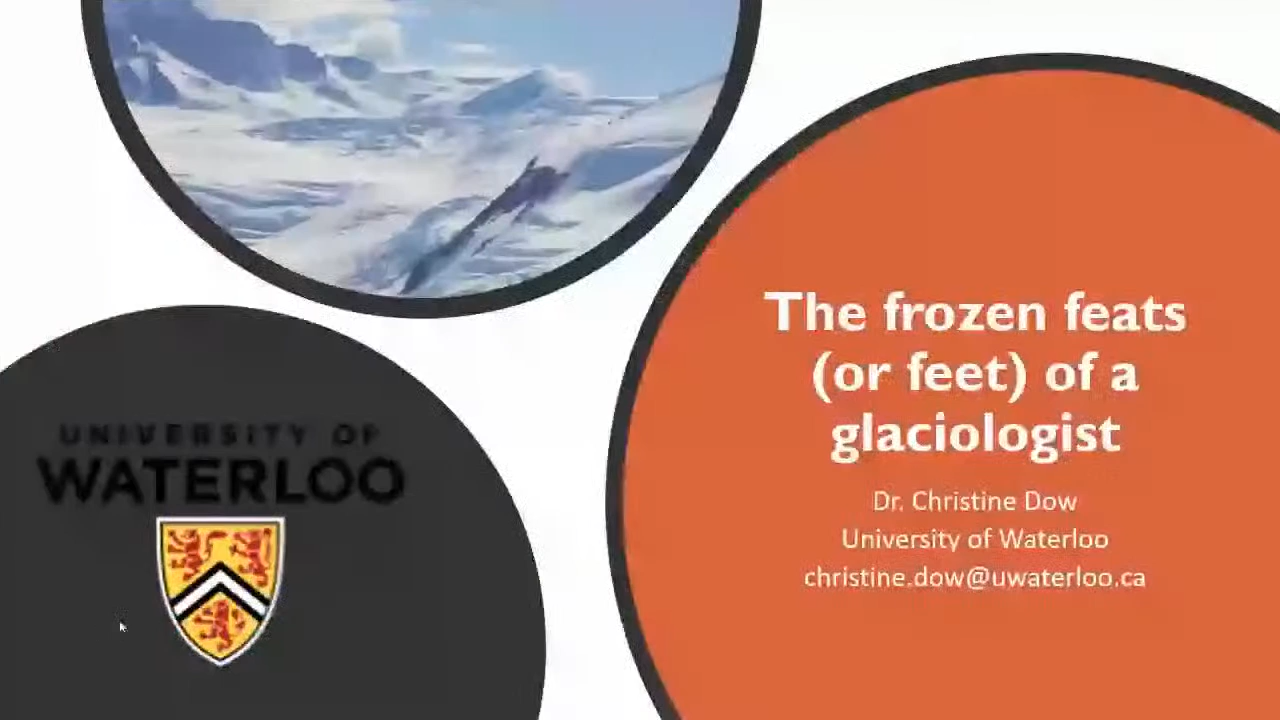 UNIVERSITY OF
WATERLOO
The frozen feats
(or feet) of a
glaciologist
Dr. Christine Dow
University of Waterloo
christine.dow@uwaterloo.ca